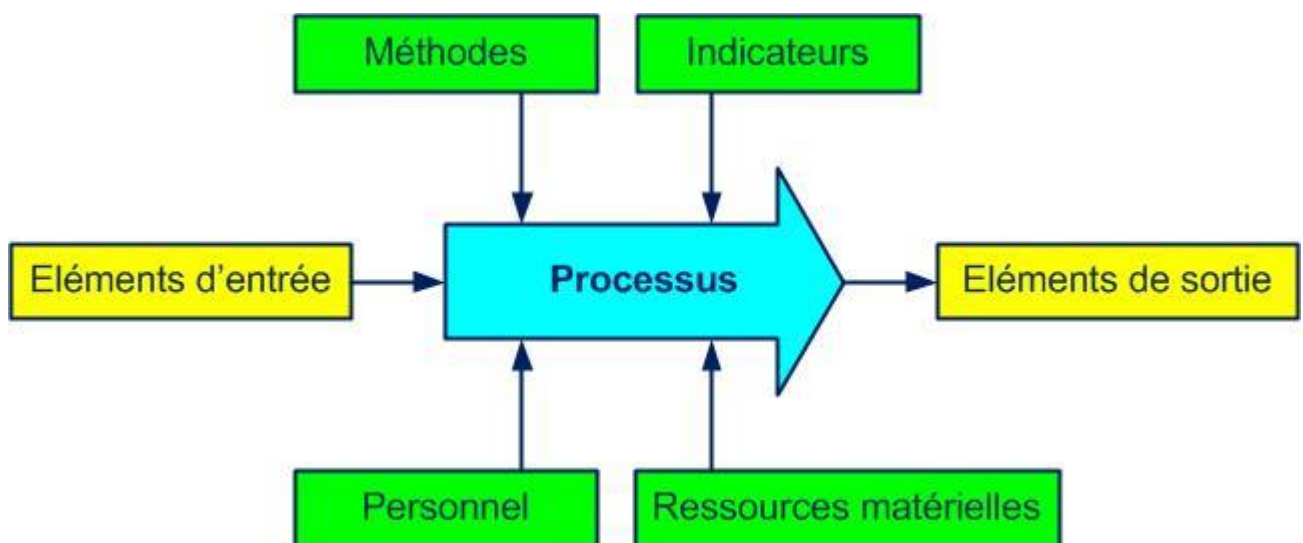 Méthodes
Indicateurs
Eléments d'entrée
Processus
Eléments de sortie
Personnel
Ressources matérielles